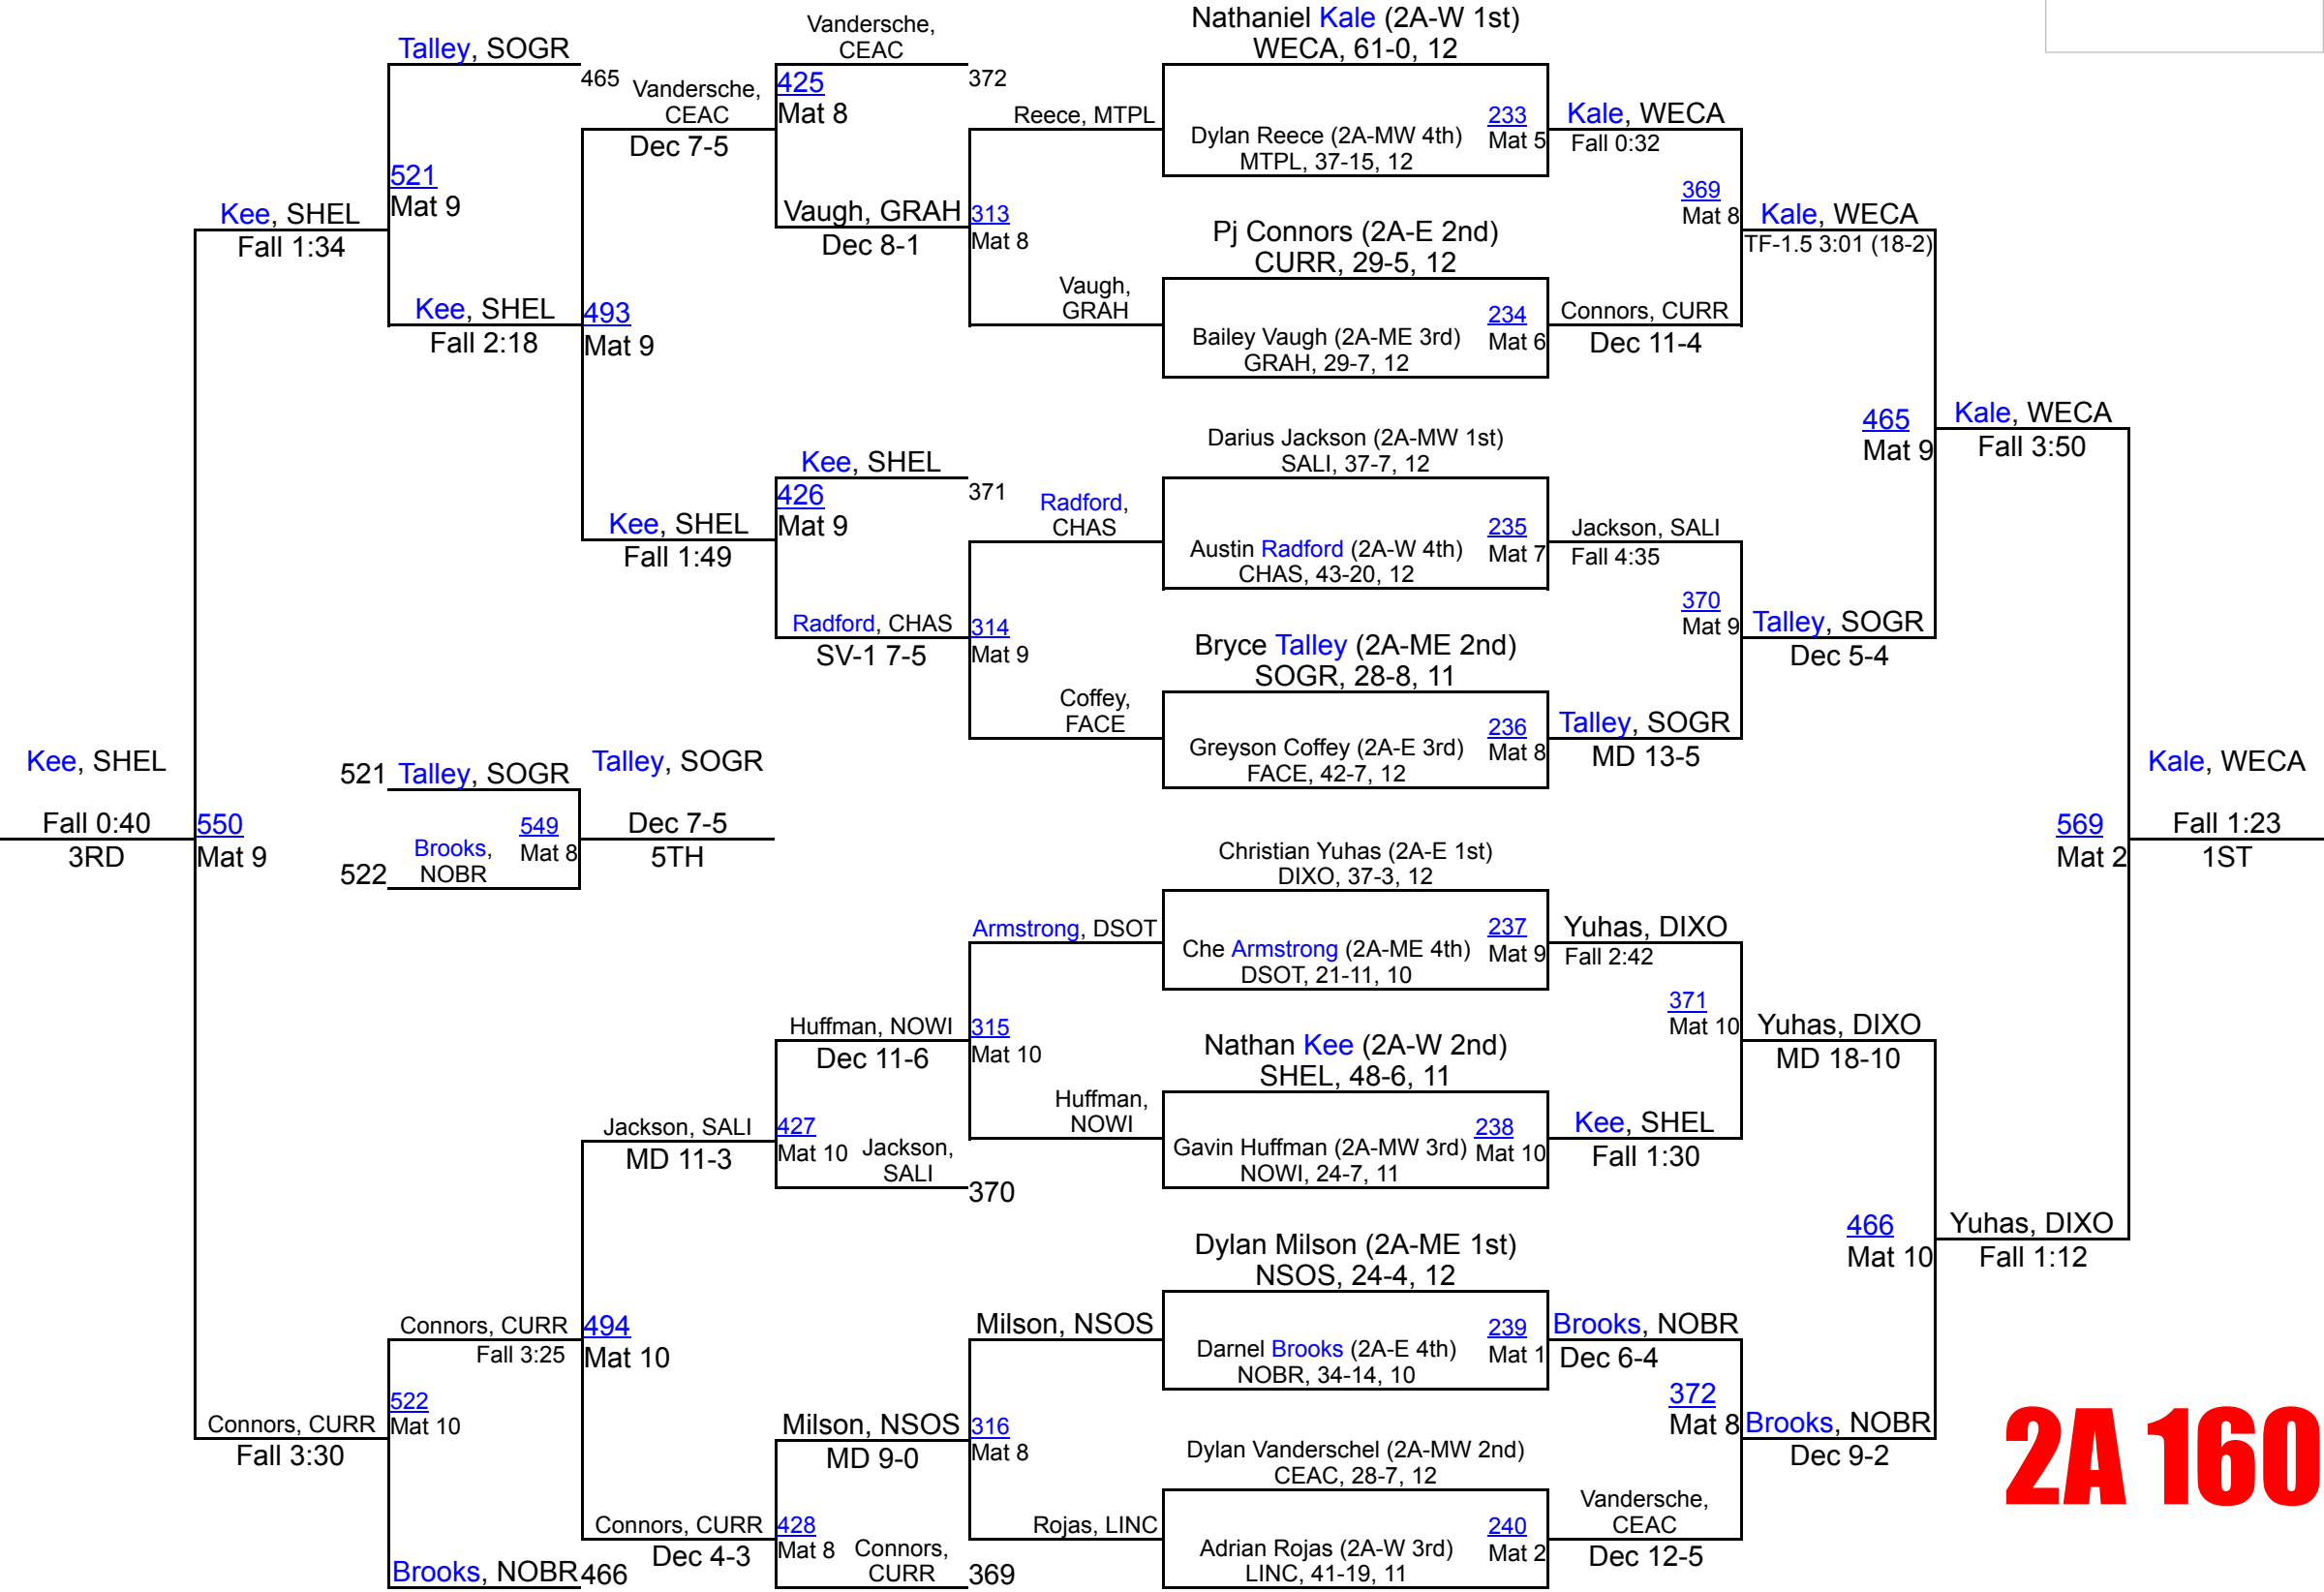 Talley, SOGR
465
521
Mat 9
Kee, SHEL
Fall 1:34
Kee, SHEL
Fall 2:18
Vandersche,
CEAC
Dec 7-5
493
Mat 9
Vandersche,
CEAC
372
425
Mat 8
Vaugh, GRAH
Dec 8-1
Reece, MTPL
313
Mat 8
Vaugh,
GRAH
Nathaniel Kale (2A-W 1st)
WECA, 61-0, 12
233
Mat 5
Dylan Reece (2A-MW 4th)
MTPL, 37-15, 12
Kale, WECA
Fall 0:32
Pj Connors (2A-E 2nd)
CURR, 29-5, 12
234
Mat 6
Bailey Vaugh (2A-ME 3rd)
GRAH, 29-7, 12
Connors, CURR
Dec 11-4
369
Mat 8
Kale, WECA
TF-1.5 3:01 (18-2)
Kee, SHEL
371
426
Mat 9
Kee, SHEL
Fall 1:49
Radford, CHAS
SV-1 7-5
Radford,
CHAS
314
Mat 9
Coffey,
FACE
Darius Jackson (2A-MW 1st)
SALI, 37-7, 12
235
Mat 7
Austin Radford (2A-W 4th)
CHAS, 43-20, 12
Jackson, SALI
Fall 4:35
Bryce Talley (2A-ME 2nd)
SOGR, 28-8, 11
236
Mat 8
Greyson Coffey (2A-E 3rd)
FACE, 42-7, 12
Talley, SOGR
MD 13-5
370
Mat 9
Talley, SOGR
Dec 5-4
465
Mat 9
Kale, WECA
Fall 3:50
Kee, SHEL
Fall 0:40
3RD
550
Mat 9
521
Talley, SOGR
522
Brooks,
NOBR
549
Mat 8
Talley, SOGR
Dec 7-5
5TH
Kale, WECA
569
Mat 2
Fall 1:23
1ST
Christian Yuhas (2A-E 1st)
DIXO, 37-3, 12
237
Mat 9
Che Armstrong (2A-ME 4th)
DSOT, 21-11, 10
Yuhas, DIXO
Fall 2:42
Armstrong, DSOT
Huffman, NOWI
Dec 11-6
315
Mat 10
Huffman,
NOWI
Nathan Kee (2A-W 2nd)
SHEL, 48-6, 11
238
Mat 10
Gavin Huffman (2A-MW 3rd)
NOWI, 24-7, 11
Kee, SHEL
Fall 1:30
371
Mat 10
Yuhas, DIXO
MD 18-10
Jackson, SALI
MD 11-3
427
Mat 10
Jackson,
SALI
370
466
Mat 10
Yuhas, DIXO
Fall 1:12
Connors, CURR
Fall 3:25
494
Mat 10
Connors, CURR
Fall 3:30
522
Mat 10
Brooks, NOBR
466
Connors, CURR
Dec 4-3
Milson, NSOS
MD 9-0
428
Mat 8
Connors,
CURR
369
Milson, NSOS
316
Mat 8
Rojas, LINC
Dylan Milson (2A-ME 1st)
NSOS, 24-4, 12
239
Mat 1
Darnel Brooks (2A-E 4th)
NOBR, 34-14, 10
Brooks, NOBR
Dec 6-4
372
Mat 8
Brooks, NOBR
Dec 9-2
Dylan Vanderschel (2A-MW 2nd)
CEAC, 28-7, 12
240
Mat 2
Adrian Rojas (2A-W 3rd)
LINC, 41-19, 11
Vandersche,
CEAC
Dec 12-5
2A 160